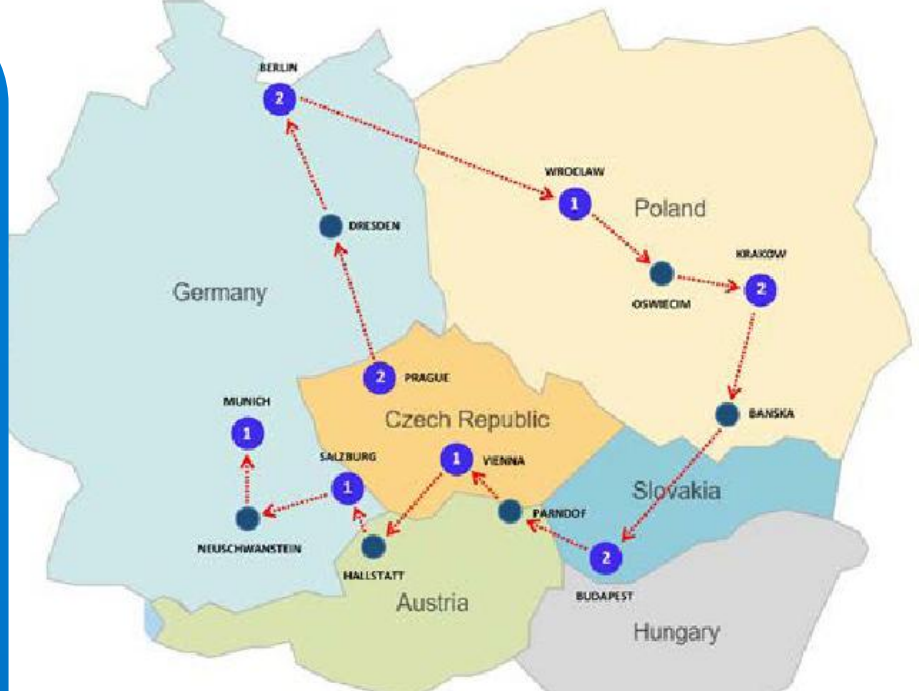 BERLIN
2
WROCLAW
1
Poland
DRESDEN
KRAKOW
2
OSWIECIM
Germany
2
PRAGUE
MUNICH
1
Czech Republic
BANSKA
SALZBURG
1
1
VIENNA
Slovakia
NEUSCHWANSTEIN
PARNDOF
HALLSTATT
2
BUDAPEST
Austria
Hungary